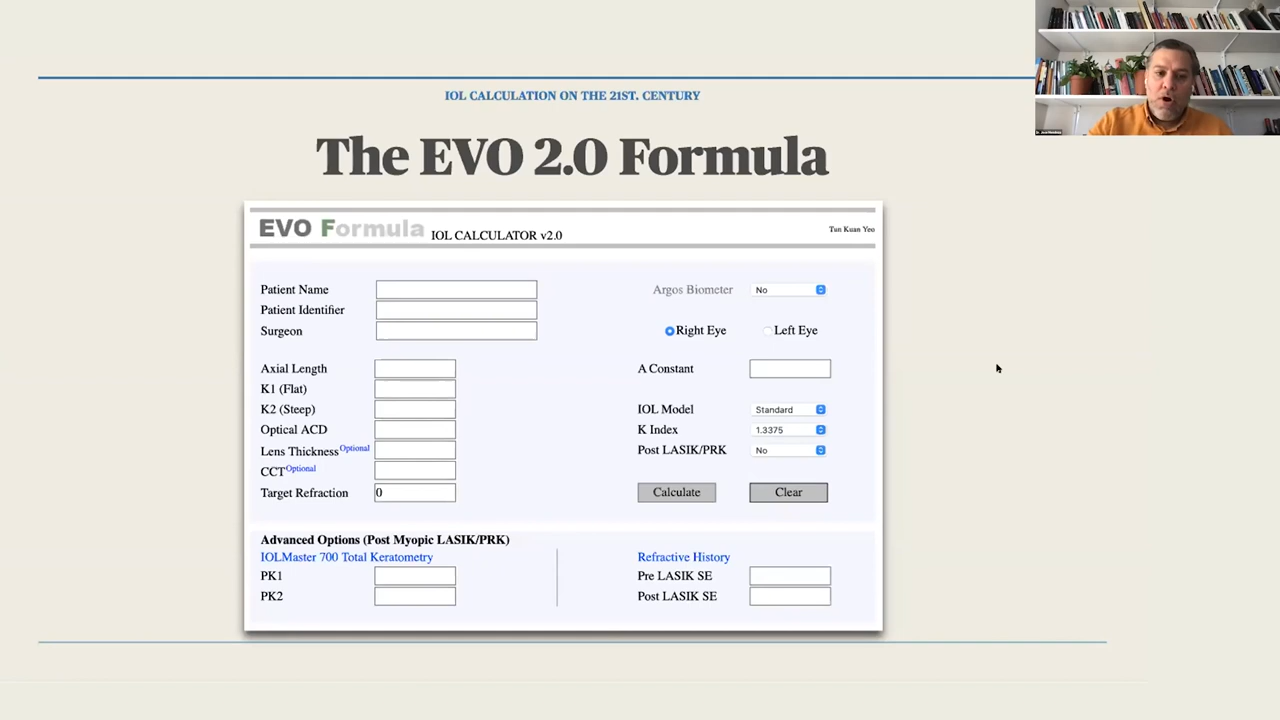 IOL CALCULATION ON THE 21ST. CENTURY
The EVO 2.0 Formula
EVO Formula IOL CALCULATOR v2.0
Tun Kuan Yeo
Patient Name
Argos Biometer No
Patient Identifier
Surgeon
Right Eye Left Eye
Axial Length
A Constant
K1 (Flat)
K2 (Steep)
IOL Model Standard
Optical ACD
K Index 1.3375
Lens Thickness Optional
Post LASIK/PRK No
CCT Optional
Target Refraction 0
Calculate Clear
Advanced Options (Post Myopic LASIK/PRK)
IOLMaster 700 Total Keratometry
Refractive History
PK1
Pre LASIK SE
PK2
Post LASIK SE